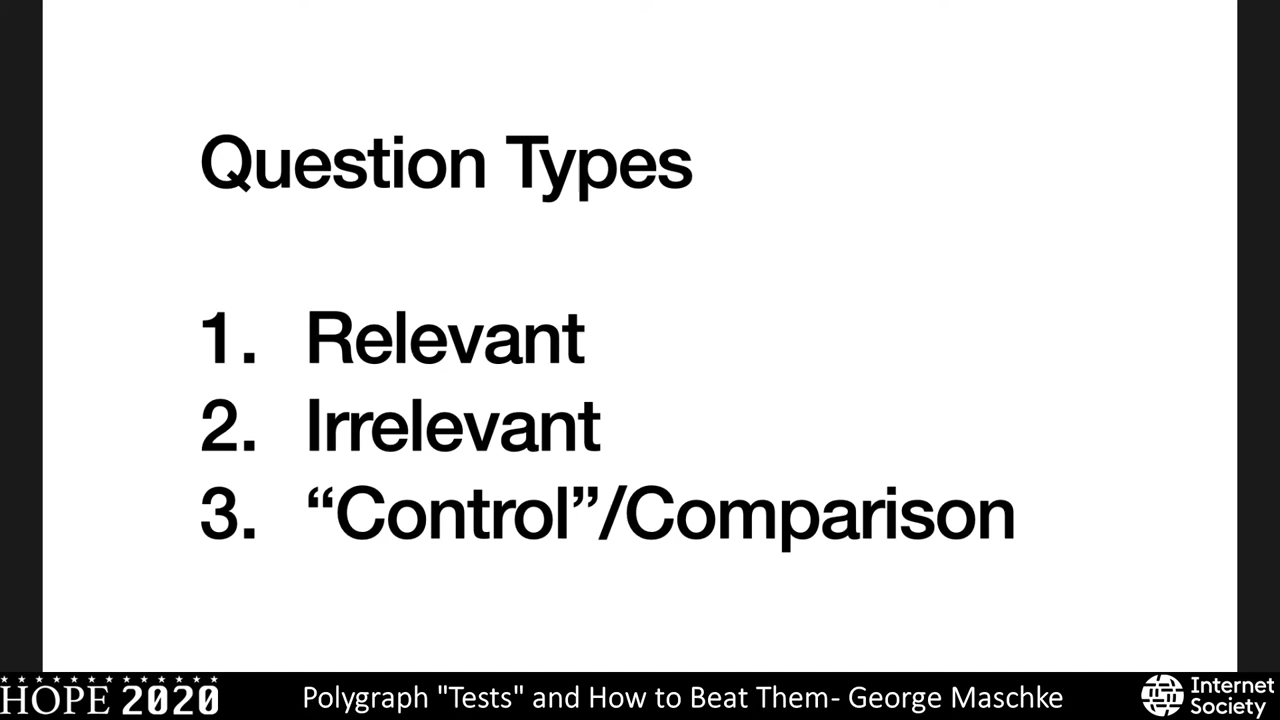 Question Types
1. Relevant
2. Irrelevant
3. “Control”/Comparison
HOPE 2020
Polygraph "Tests" and How to Beat Them- George Maschke
Internet
Society